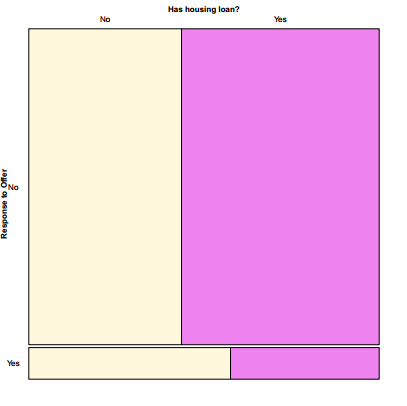 Has housing loan?
No
Yes
Response to Offer
No
Yes